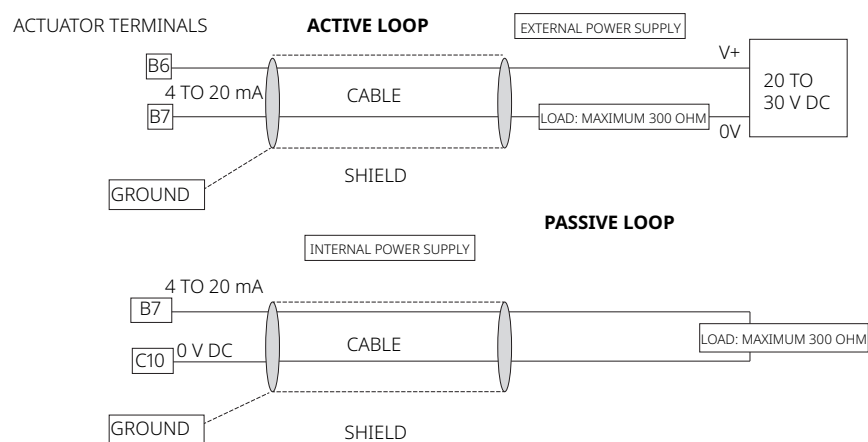 ACTUATOR TERMINALS
ACTIVE LOOP
EXTERNAL POWER SUPPLY
V+
B6
4 TO 20 mA
CABLE
20 TO
30 V DC
B7
LOAD: MAXIMUM 300 OHM
0V
SHIELD
GROUND
PASSIVE LOOP
INTERNAL POWER SUPPLY
4 TO 20 mA
B7
LOAD: MAXIMUM 300 OHM
0 V DC
CABLE
C10
GROUND
SHIELD